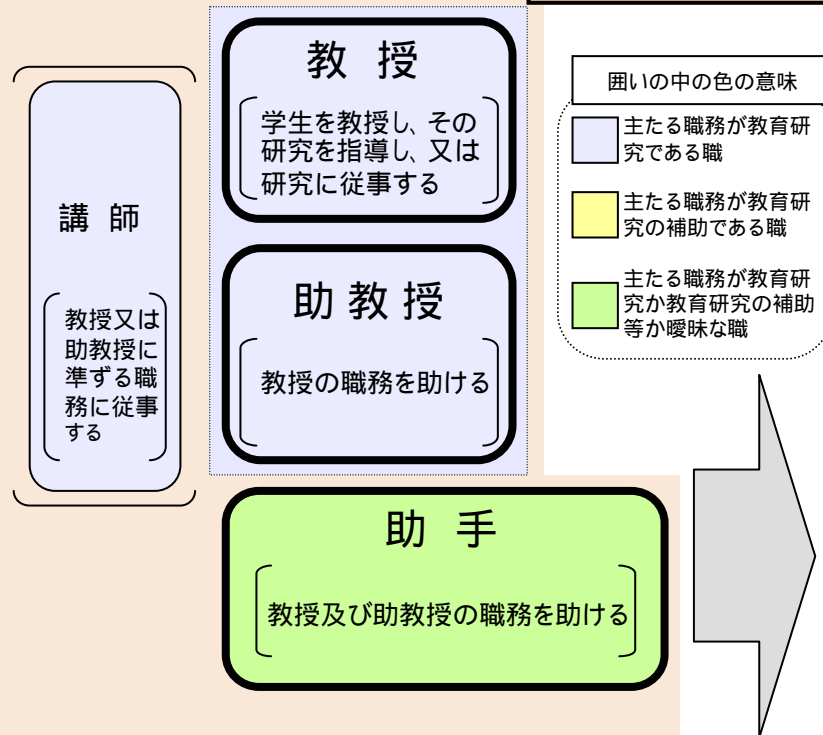 教 授
学生を教授し、その
研究を指導し、又は
研究に従事する
講 師
教授又は
助教授に
準ずる職
務に従事
する
助 教 授
教授の職務を助ける
助 手
教授及び助教授の職務を助ける
囲いの中の色の意味
主たる職務が教育研
究である職
主たる職務が教育研
究の補助である職
主たる職務が教育研
究か教育研究の補助
等か曖昧な職